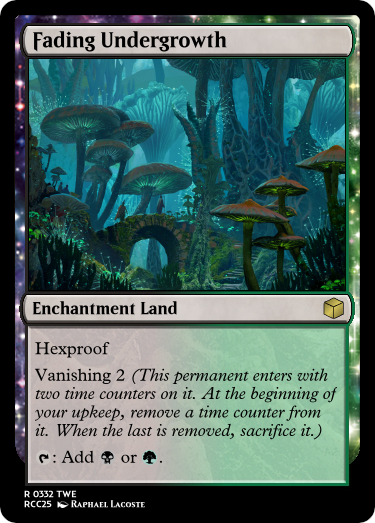 Fading Undergrowth
Enchantment Land
Hexproof
Vanishing 2 (This permanent enters with
two time counters on it. At the beginning of
your upkeep, remove a time counter from
it. When the last is removed, sacrifice it.)
: Add or .
R 0332 TWE
RCC25 Raphael Lacoste